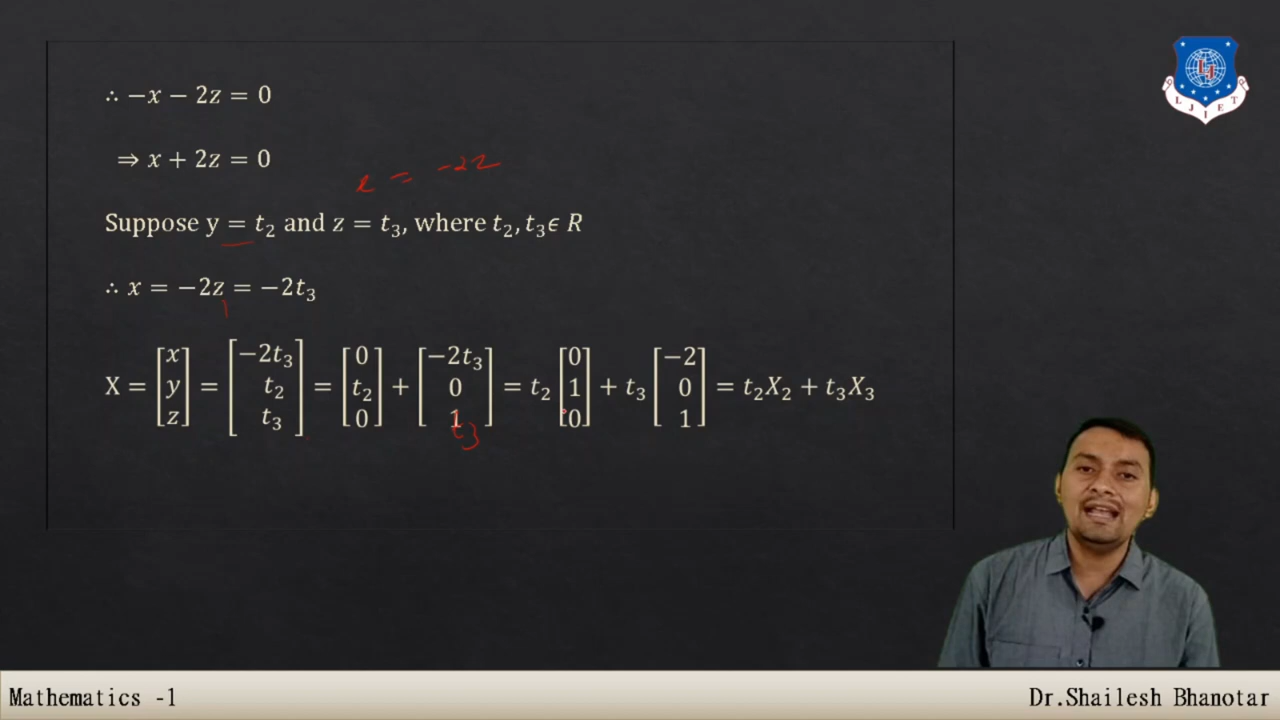 ∴ −x − 2z = 0
⇒ x + 2z = 0
x = -2z
Suppose y = t₂ and z = t₃, where t₂, t₃ϵ R
∴ x = −2z = −2t₃
X = [x y z] = [−2t₃ t₂ t₃] = [0 t₂ 0] + [−2t₃ 0 1] = t₂ [0 1 0] + t₃ [−2 0 1] = t₂X₂ + t₃X₃
t₃
LJIET
Mathematics -1
Dr.Shailesh Bhanotar